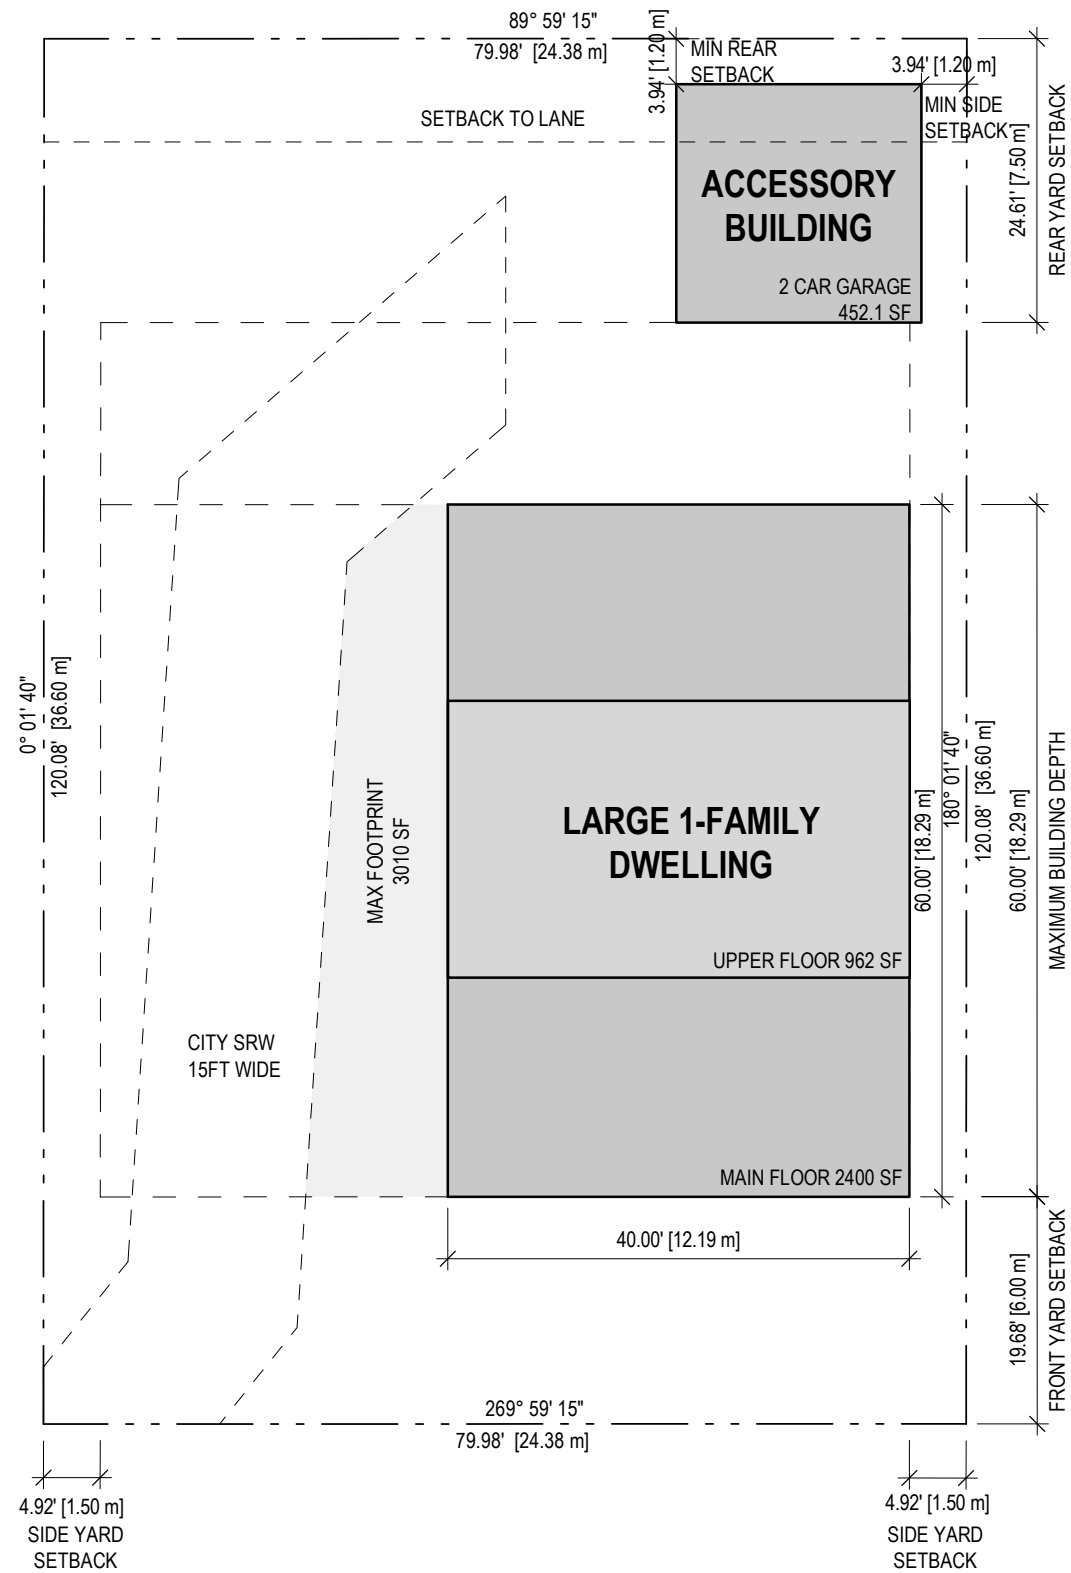 89° 59' 15"
79.98' [24.38 m]
3.94' [1.20 m]
MIN REAR
SETBACK
3.94' [1.20 m]
MIN SIDE
SETBACK
SETBACK TO LANE
24.61' [7.50 m]
REAR YARD SETBACK
ACCESSORY
BUILDING
2 CAR GARAGE
452.1 SF
0° 01' 40"
120.08' [36.60 m]
MAX FOOTPRINT
3010 SF
LARGE 1-FAMILY
DWELLING
UPPER FLOOR 962 SF
60.00' [18.29 m]
180° 01' 40"
120.08' [36.60 m]
60.00' [18.29 m]
MAXIMUM BUILDING DEPTH
CITY SRW
15FT WIDE
MAIN FLOOR 2400 SF
40.00' [12.19 m]
19.68' [6.00 m]
FRONT YARD SETBACK
269° 59' 15"
79.98' [24.38 m]
4.92' [1.50 m]
SIDE YARD
SETBACK
4.92' [1.50 m]
SIDE YARD
SETBACK